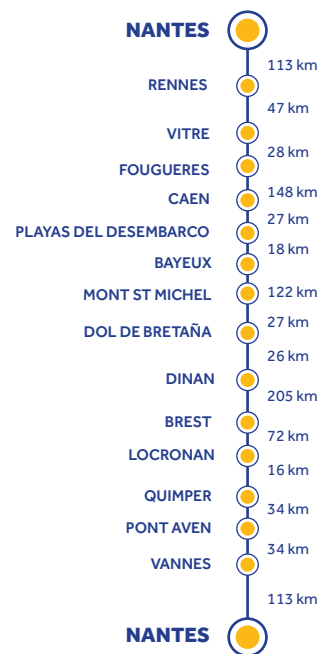 NANTES
113 km
RENNES
47 km
VITRE
28 km
FOUGERES
148 km
CAEN
27 km
PLAYAS DEL DESEMBARCO
18 km
BAYEUX
122 km
MONT ST MICHEL
27 km
DOL DE BRETAÑA
26 km
DINAN
205 km
BREST
72 km
LOCRONAN
16 km
QUIMPER
34 km
PONT AVEN
34 km
VANNES
113 km
NANTES